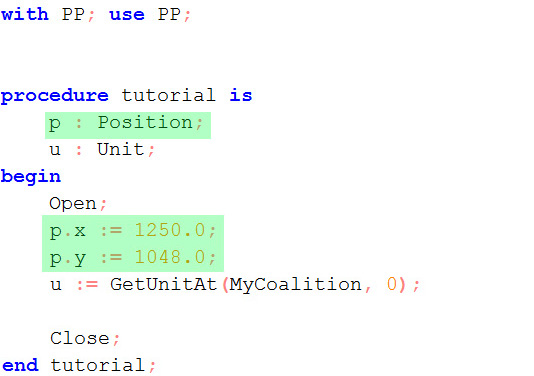 with PP; use PP;
procedure tutorial is
p : Position;
u : Unit;
begin
Open;
p.x := 1250.0;
p.y := 1048.0;
u := GetUnitAt(MyCoalition, 0);
Close;
end tutorial;